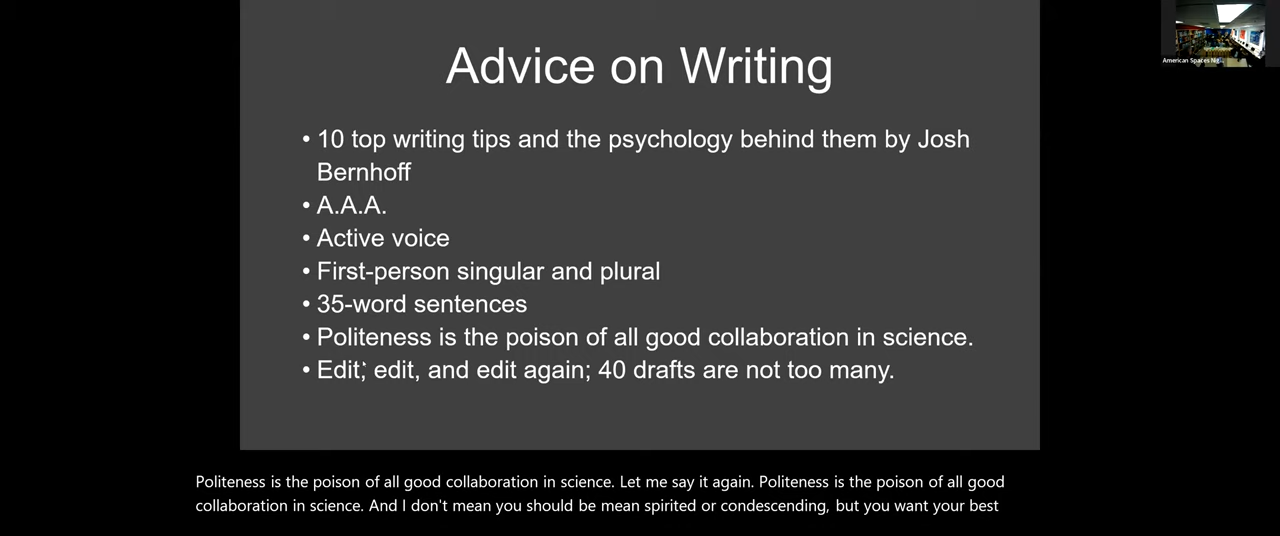 Advice on Writing
• 10 top writing tips and the psychology behind them by Josh
Bernhoff
• A.A.A.
• Active voice
• First-person singular and plural
• 35-word sentences
• Politeness is the poison of all good collaboration in science.
• Edit, edit, and edit again; 40 drafts are not too many.
American Spaces
Politeness is the poison of all good collaboration in science. Let me say it again. Politeness is the poison of all good
collaboration in science. And I don't mean you should be mean spirited or condescending, but you want your best